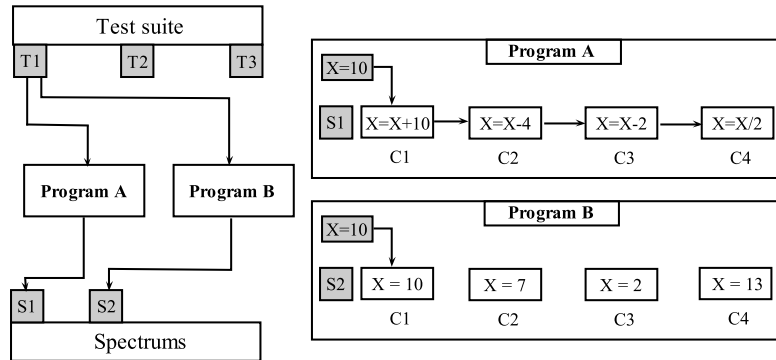 Test suite
T1 T2 T3
Program A
Program B
S1 S2
Spectrums
Program A
X=10
S1 X=X+10 X=X-4 X=X-2 X=X/2
C1 C2 C3 C4
Program B
X=10
S2 X = 10 X = 7 X = 2 X = 13
C1 C2 C3 C4